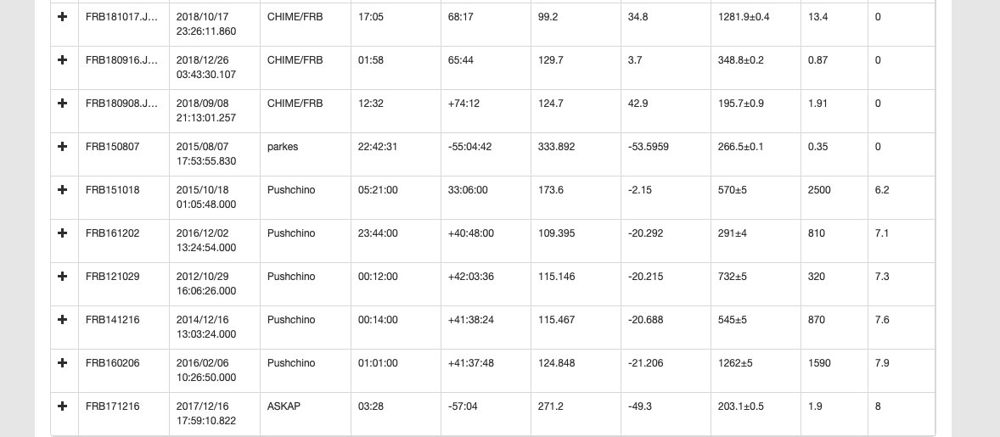 FRB181017.J... 2018/10/17 CHIME/FRB 17:05 68:17 99.2 34.8 1281.9±0.4 13.4 0
23:26:11.860
FRB180916.J... 2018/12/26 CHIME/FRB 01:58 65:44 129.7 3.7 348.8±0.2 0.87 0
03:43:30.107
FRB180908.J... 2018/09/08 CHIME/FRB 12:32 +74:12 124.7 42.9 195.7±0.9 1.91 0
21:13:01.257
FRB150807 2015/08/07 parkes 22:42:31 -55:04:42 333.892 -53.5959 266.5±0.1 0.35 0
17:53:55.830
FRB151018 2015/10/18 Pushchino 05:21:00 33:06:00 173.6 -2.15 570±5 2500 6.2
01:05:48.000
FRB161202 2016/12/02 Pushchino 23:44:00 +40:48:00 109.395 -20.292 291±4 810 7.1
13:24:54.000
FRB121029 2012/10/29 Pushchino 00:12:00 +42:03:36 115.146 -20.215 732±5 320 7.3
16:06:26.000
FRB141216 2014/12/16 Pushchino 00:14:00 +41:38:24 115.467 -20.688 545±5 870 7.6
13:03:24.000
FRB160206 2016/02/06 Pushchino 01:01:00 +41:37:48 124.848 -21.206 1262±5 1590 7.9
10:26:50.000
FRB171216 2017/12/16 ASKAP 03:28 -57:04 271.2 -49.3 203.1±0.5 1.9 8
17:59:10.822